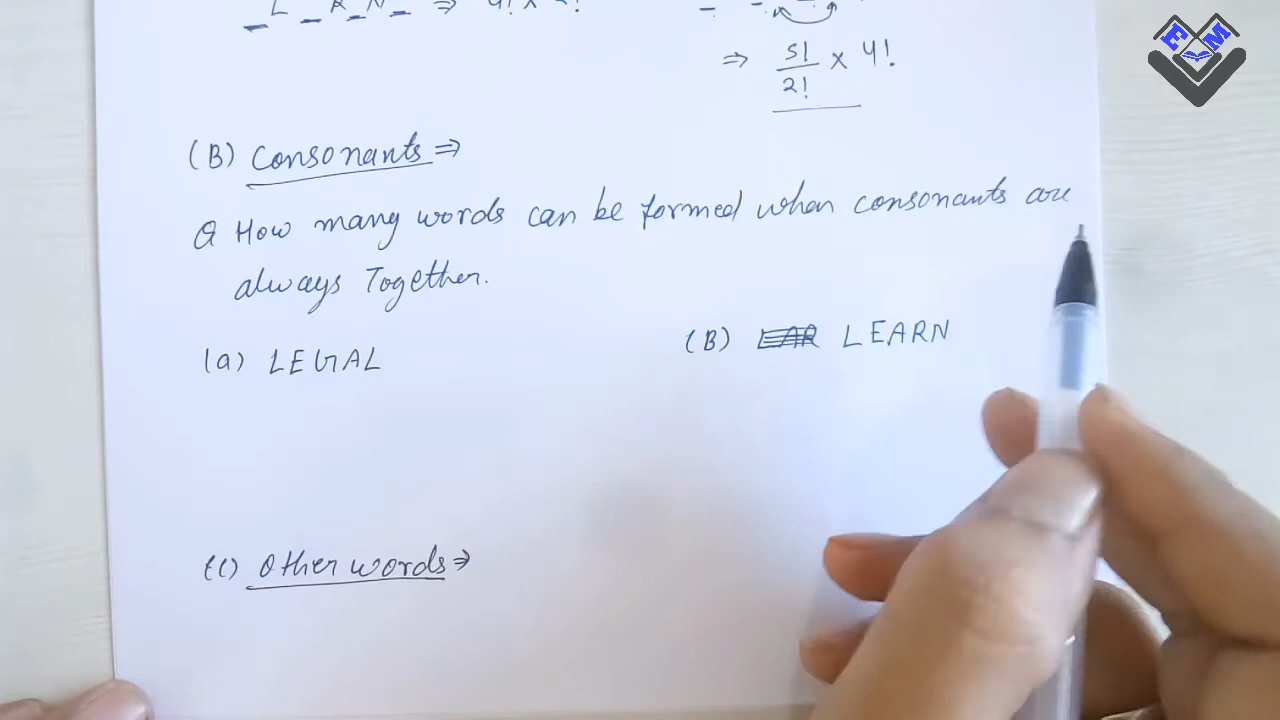 L R N ⇒
⇒ 5!/2! x 4!
(B) Consonants ⇒
Q How many words can be formed when consonants are
always Together.
(a) LEGAL
(B) LEARN
(C) Other words ⇒
FM